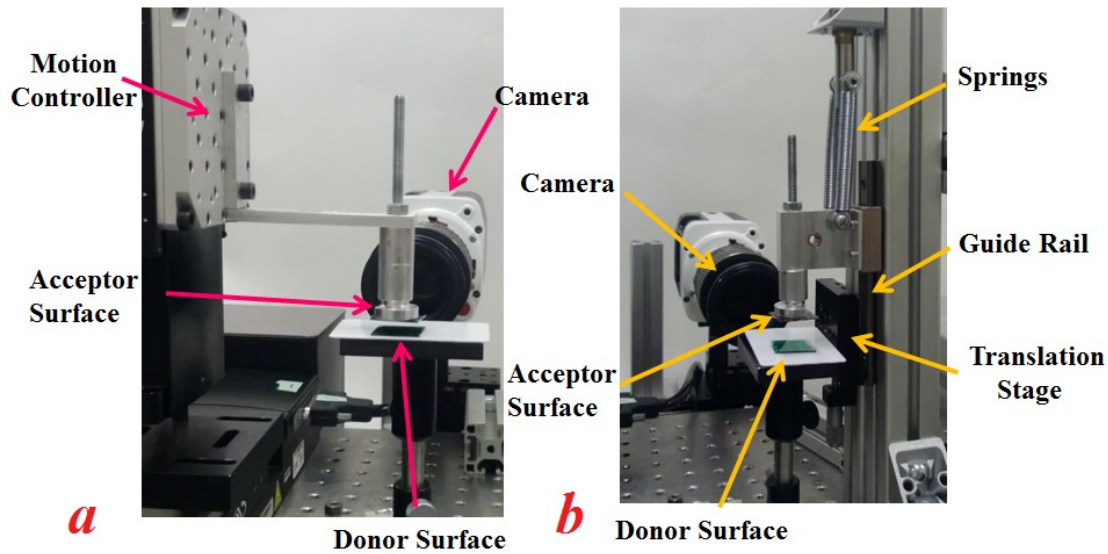 Motion
Controller
Camera
Acceptor
Surface
a
Donor Surface
Springs
Camera
Guide Rail
Acceptor
Surface
Translation
Stage
b
Donor Surface